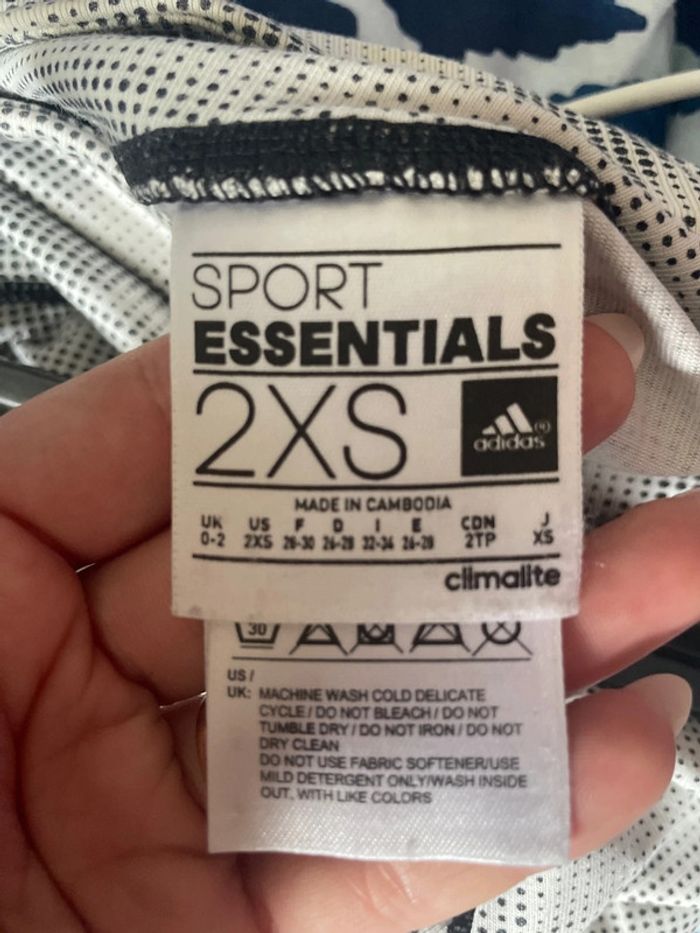 SPORT
ESSENTIALS
2XS
adidas®
MADE IN CAMBODIA
UK US F D I E CDN J
0-2 2XS 28-30 26-28 32-34 26-28 2TP XS
climalite
30
US /
UK: MACHINE WASH COLD DELICATE
CYCLE / DO NOT BLEACH / DO NOT
TUMBLE DRY / DO NOT IRON / DO NOT
DRY CLEAN
DO NOT USE FABRIC SOFTENER/USE
MILD DETERGENT ONLY/WASH INSIDE
OUT, WITH LIKE COLORS